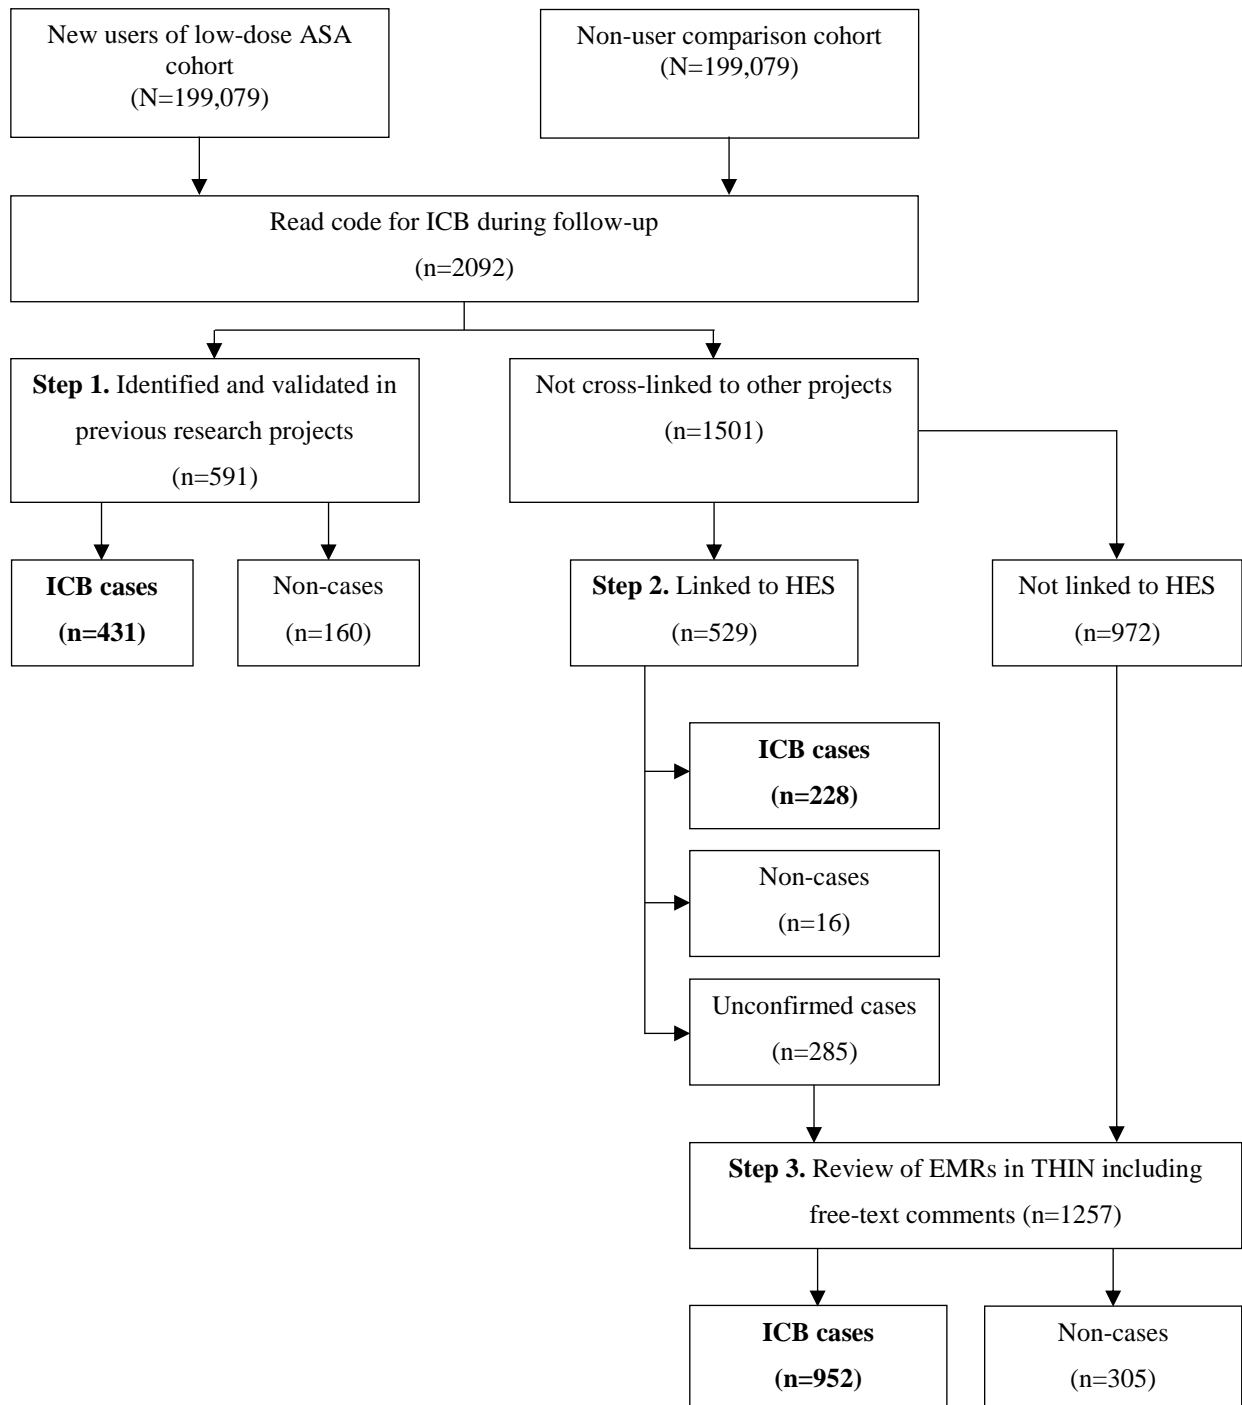 New users of low-dose ASA
cohort
(N=199,079)
Non-user comparison cohort
(N=199,079)
Read code for ICB during follow-up
(n=2092)
Step 1. Identified and validated in
previous research projects
(n=591)
Not cross-linked to other projects
(n=1501)
ICB cases
(n=431)
Non-cases
(n=160)
Step 2. Linked to HES
(n=529)
Not linked to HES
(n=972)
ICB cases
(n=228)
Non-cases
(n=16)
Unconfirmed cases
(n=285)
Step 3. Review of EMRs in THIN including
free-text comments (n=1257)
ICB cases
(n=952)
Non-cases
(n=305)